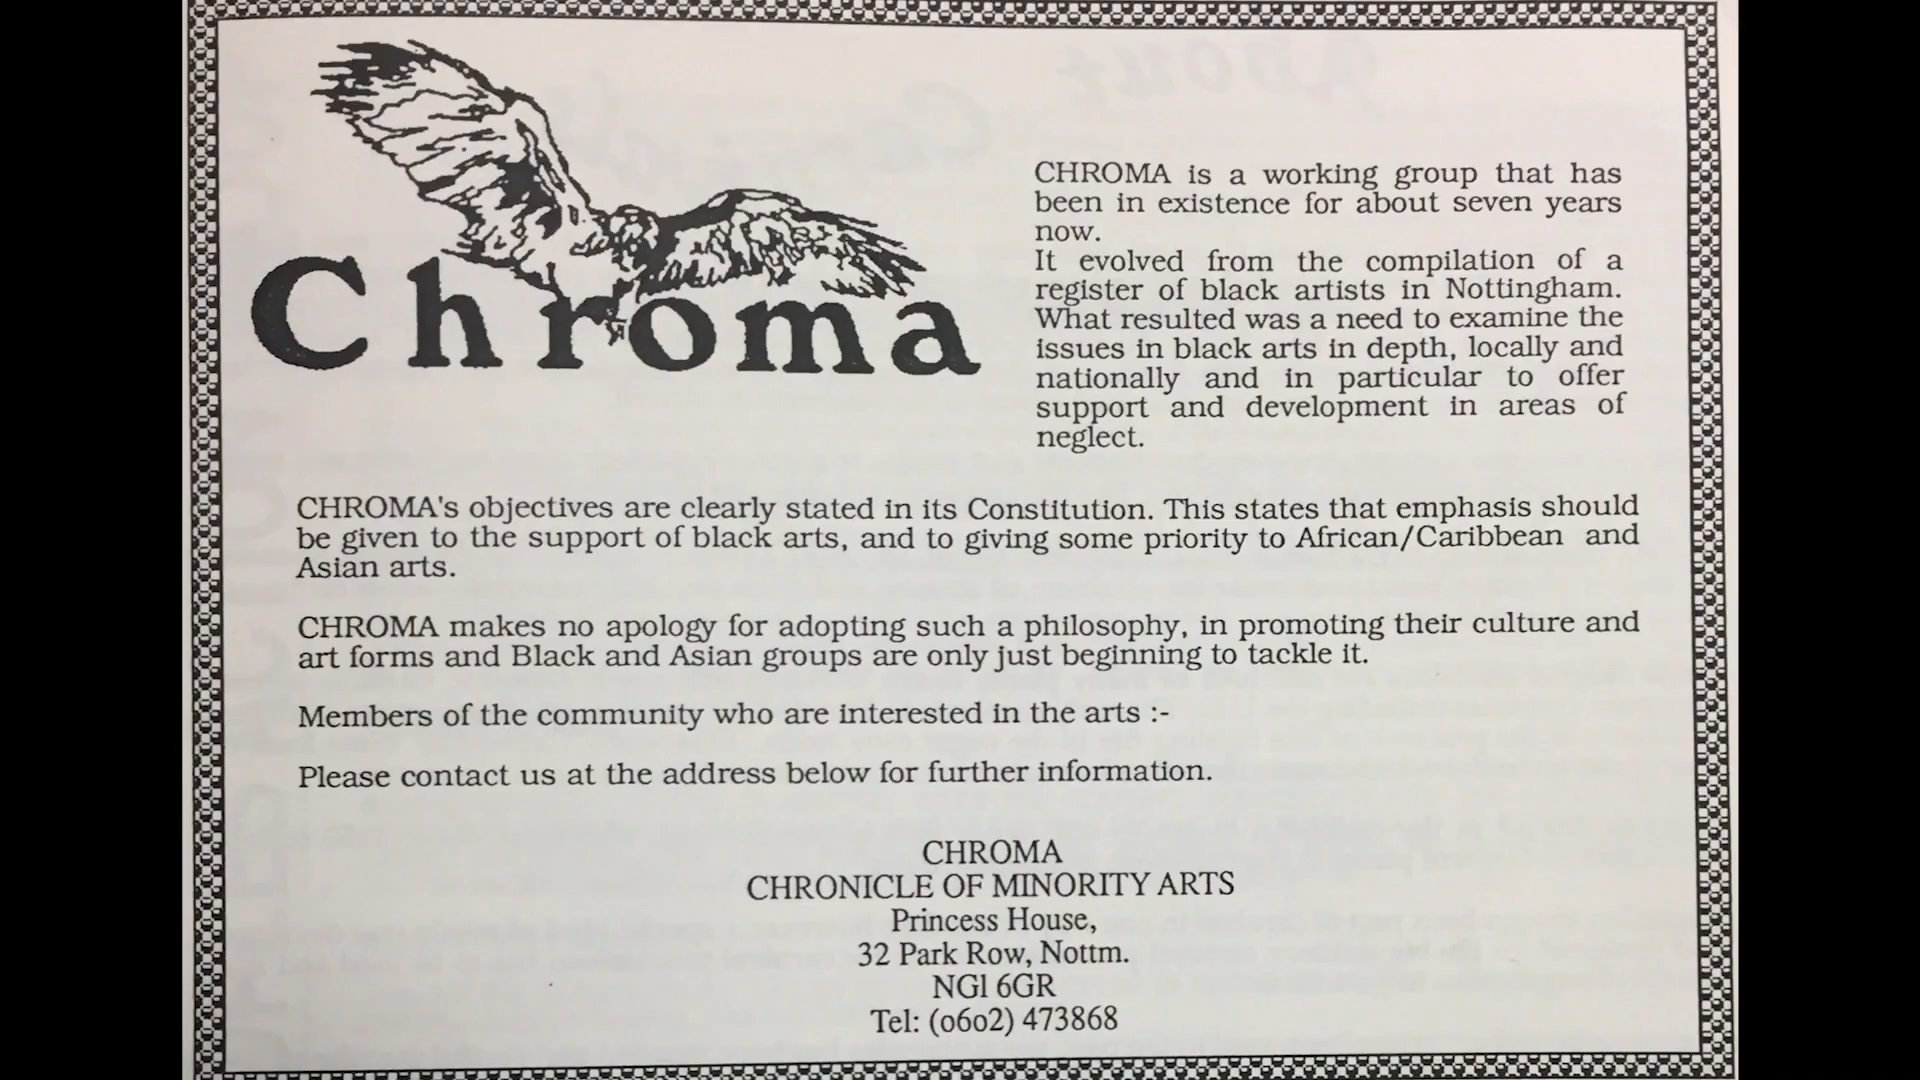 Chroma
CHROMA is a working group that has
been in existence for about seven years
now.
It evolved from the compilation of a
register of black artists in Nottingham.
What resulted was a need to examine the
issues in black arts in depth, locally and
nationally and in particular to offer
support and development in areas of
neglect.
CHROMA's objectives are clearly stated in its Constitution. This states that emphasis should
be given to the support of black arts, and to giving some priority to African/Caribbean and
Asian arts.
CHROMA makes no apology for adopting such a philosophy, in promoting their culture and
art forms and Black and Asian groups are only just beginning to tackle it.
Members of the community who are interested in the arts :-
Please contact us at the address below for further information.
CHROMA
CHRONICLE OF MINORITY ARTS
Princess House,
32 Park Row, Nottm.
NGl 6GR
Tel: (o6o2) 473868